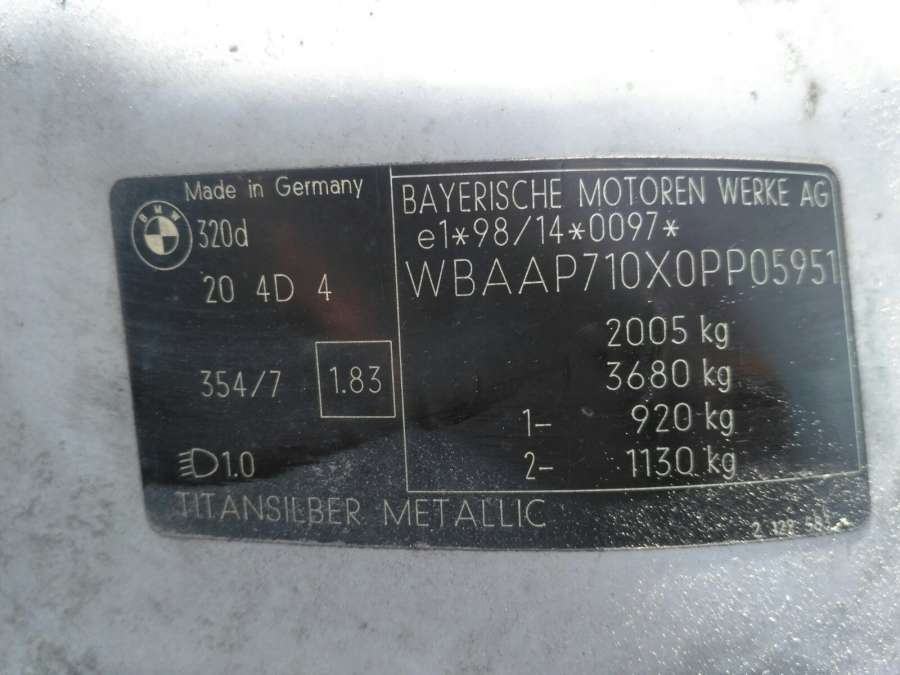 Made in Germany
BMW
320d
20 4D 4
354/7
1.83
1.0
TITANSILBER METALLIC
BAYERISCHE MOTOREN WERKE AG
e1*98/14*0097*
WBAAP710X0PP05951
2005 kg
3680 kg
1- 920 kg
2- 1130 kg